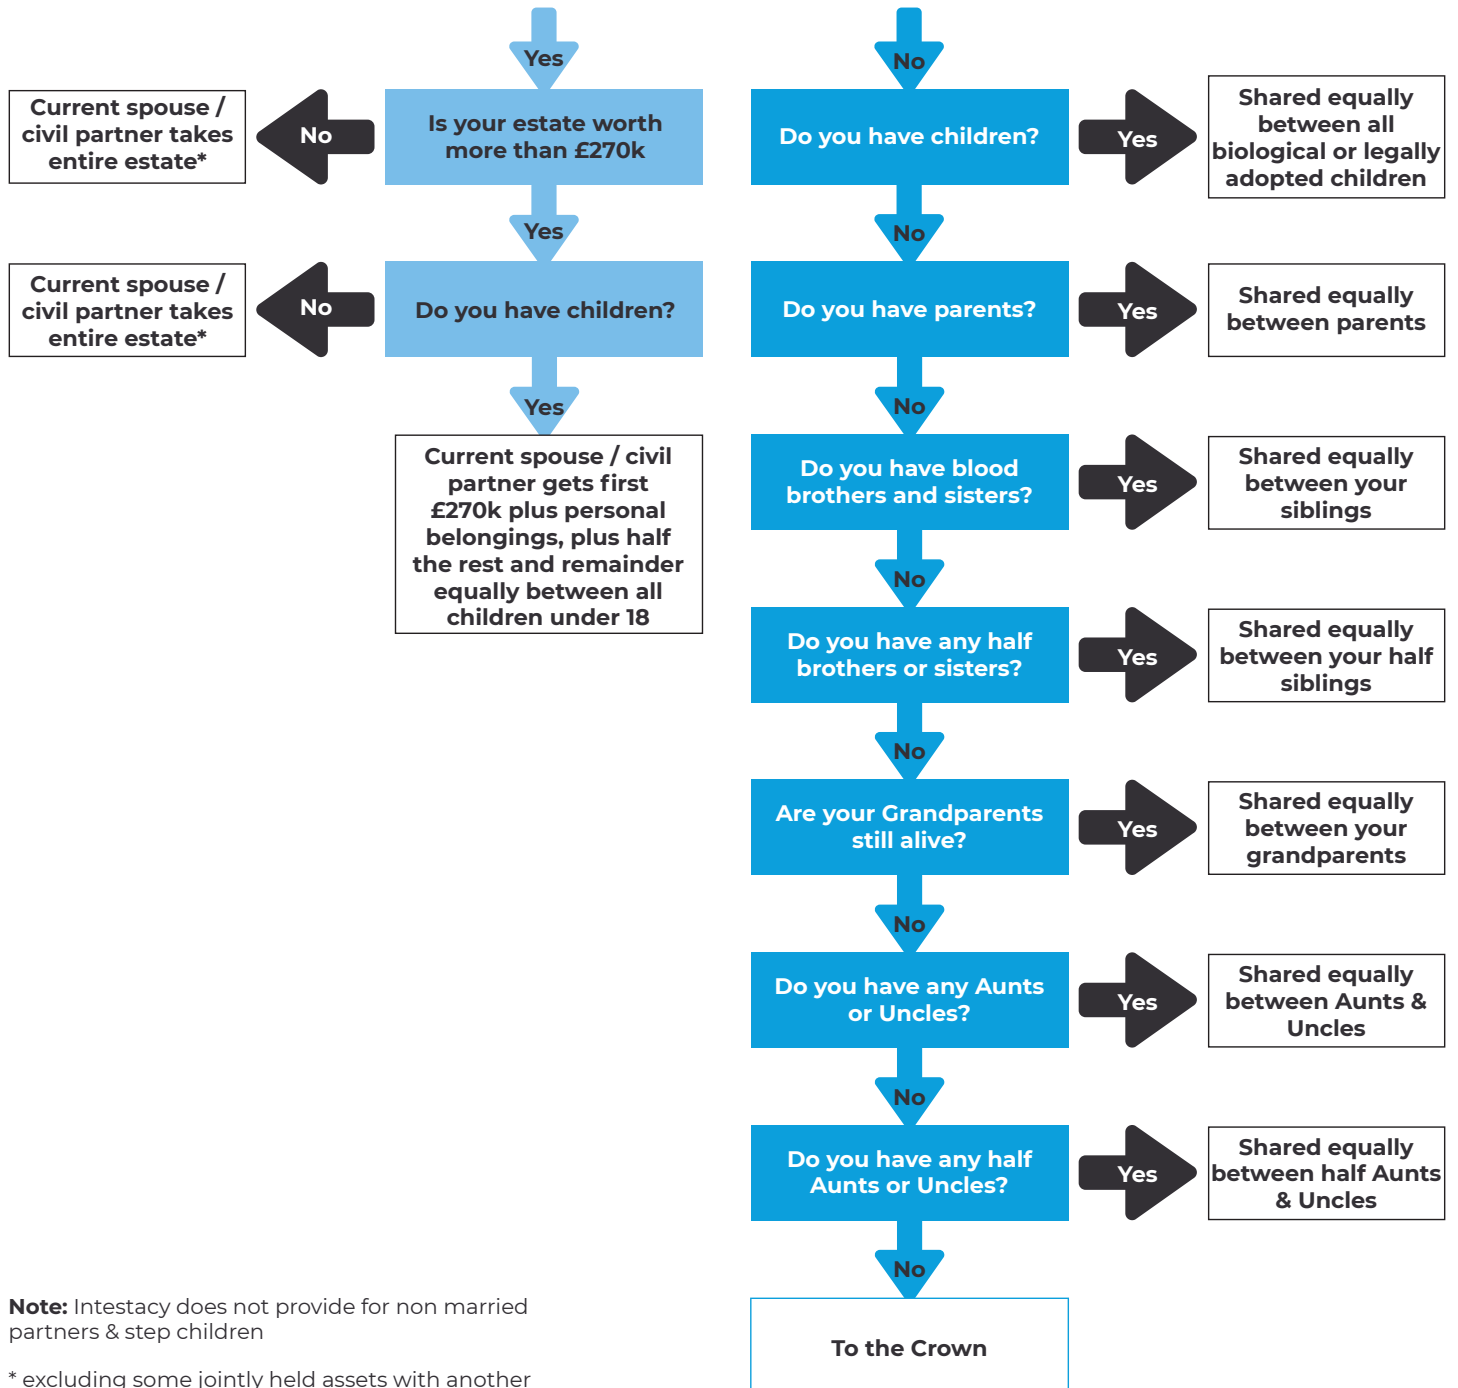 Yes
Current spouse /
civil partner takes
entire estate*
No
Is your estate worth
more than £270k
Yes
Current spouse /
civil partner takes
entire estate*
No
Do you have children?
Yes
Current spouse / civil
partner gets first
£270k plus personal
belongings, plus half
the rest and remainder
equally between all
children under 18
No
Do you have children?
Yes
Shared equally
between all
biological or legally
adopted children
No
Do you have parents?
Yes
Shared equally
between parents
No
Do you have blood
brothers and sisters?
Yes
Shared equally
between your
siblings
No
Do you have any half
brothers or sisters?
Yes
Shared equally
between your half
siblings
No
Are your Grandparents
still alive?
Yes
Shared equally
between your
grandparents
No
Do you have any Aunts
or Uncles?
Yes
Shared equally
between Aunts &
Uncles
No
Do you have any half
Aunts or Uncles?
Yes
Shared equally
between half Aunts
& Uncles
No
To the Crown
Note: Intestacy does not provide for non married
partners & step children
* excluding some jointly held assets with another